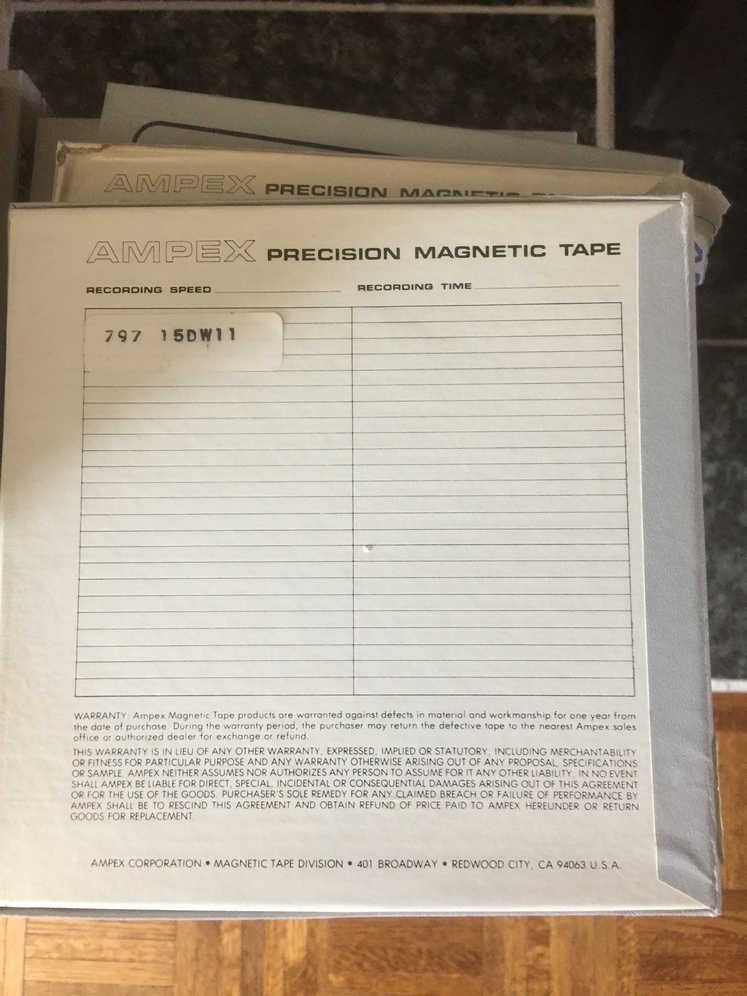 AMPEX PRECISION MAGNETIC
AMPEX PRECISION MAGNETIC TAPE
RECORDING SPEED RECORDING TIME
797 15DW11
WARRANTY: Ampex Magnetic Tape products are warranted against defects in material and workmanship for one year from
the date of purchase. During the warranty period, the purchaser may return the defective tape to the nearest Ampex sales
office or authorized dealer for exchange or refund.
THIS WARRANTY IS IN LIEU OF ANY OTHER WARRANTY, EXPRESSED, IMPLIED OR STATUTORY, INCLUDING MERCHANTABILITY
OR FITNESS FOR PARTICULAR PURPOSE AND ANY WARRANTY OTHERWISE ARISING OUT OF ANY PROPOSAL, SPECIFICATIONS
OR SAMPLE. AMPEX NEITHER ASSUMES NOR AUTHORIZES ANY PERSON TO ASSUME FOR IT ANY OTHER LIABILITY. IN NO EVENT
SHALL AMPEX BE LIABLE FOR DIRECT, SPECIAL, INCIDENTAL OR CONSEQUENTIAL DAMAGES ARISING OUT OF THIS AGREEMENT
OR FOR THE USE OF THE GOODS. PURCHASER'S SOLE REMEDY FOR ANY CLAIMED BREACH OR FAILURE OF PERFORMANCE BY
AMPEX SHALL BE TO RESCIND THIS AGREEMENT AND OBTAIN REFUND OF PRICE PAID TO AMPEX HEREUNDER OR RETURN
GOODS FOR REPLACEMENT.
AMPEX CORPORATION • MAGNETIC TAPE DIVISION • 401 BROADWAY • REDWOOD CITY, CA 94063 U.S.A.